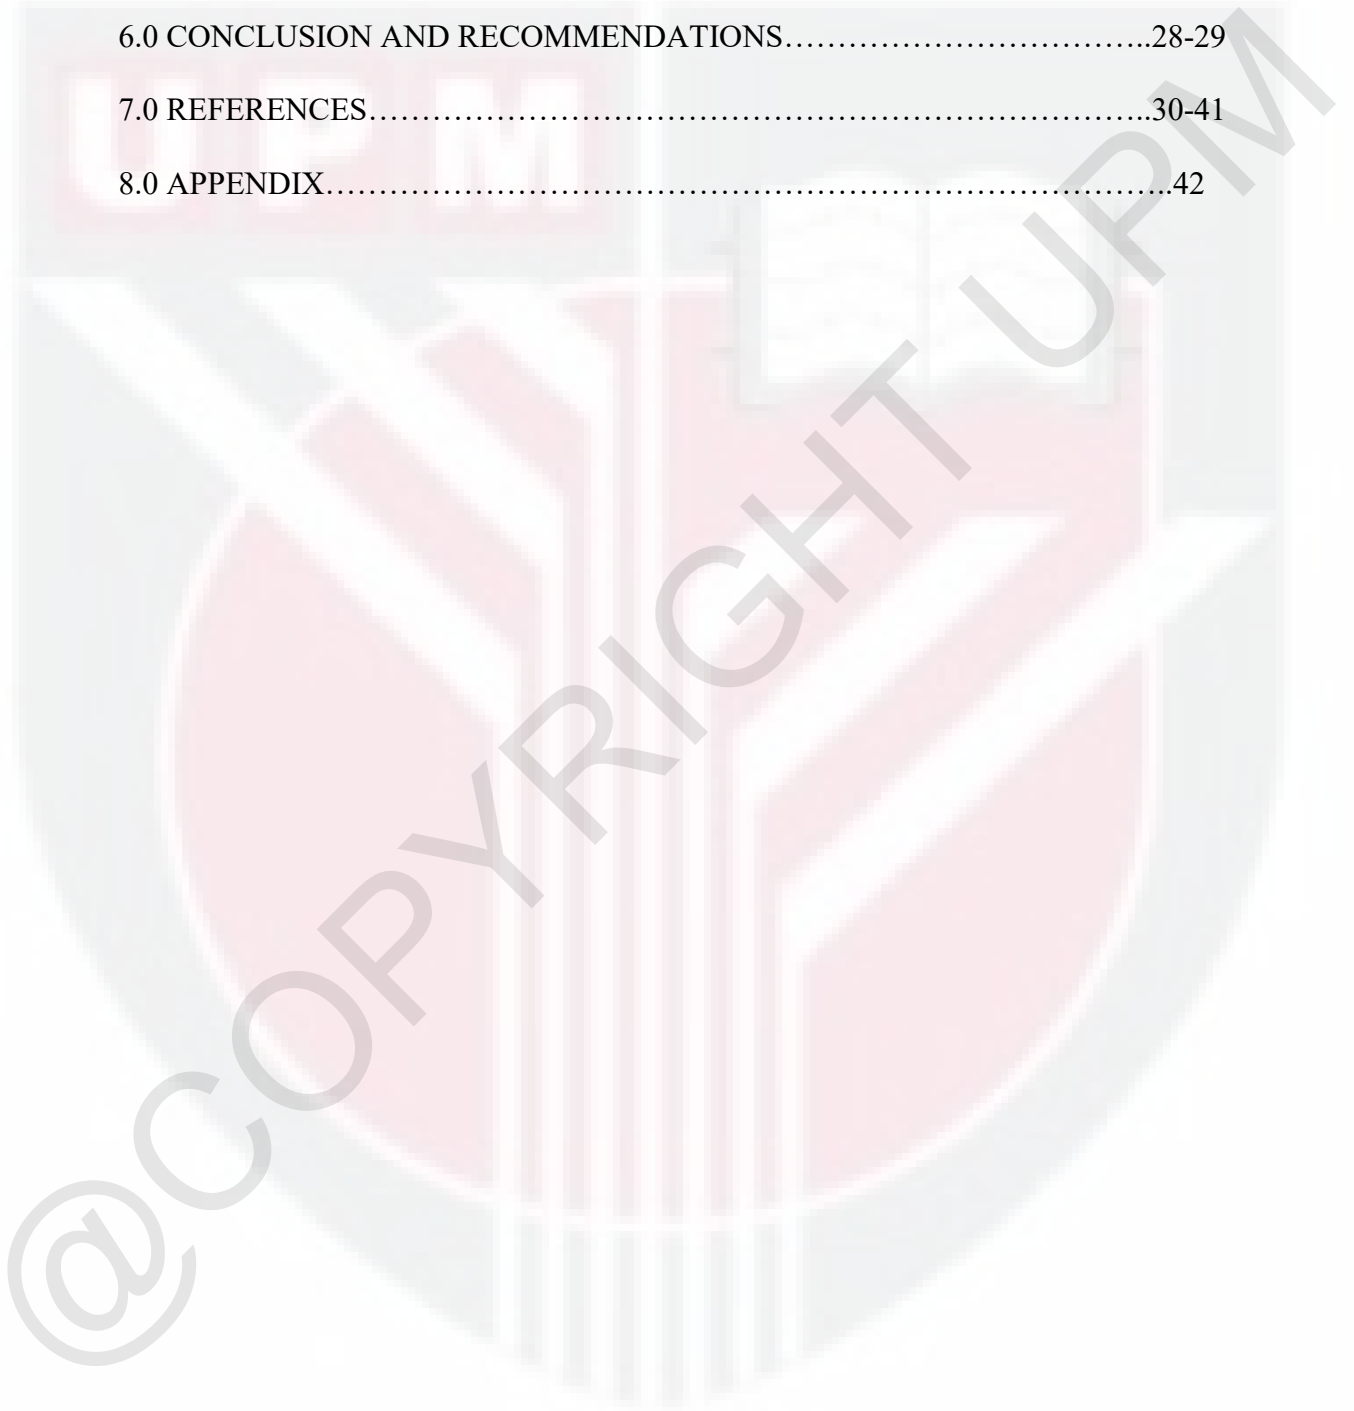 6.0 CONCLUSION AND RECOMMENDATIONS……………………………..28-29
7.0 REFERENCES……………………………………………………………..30-41
8.0 APPENDIX…………………………………………………………………….42
UPM
@COPYRIGHT UPM